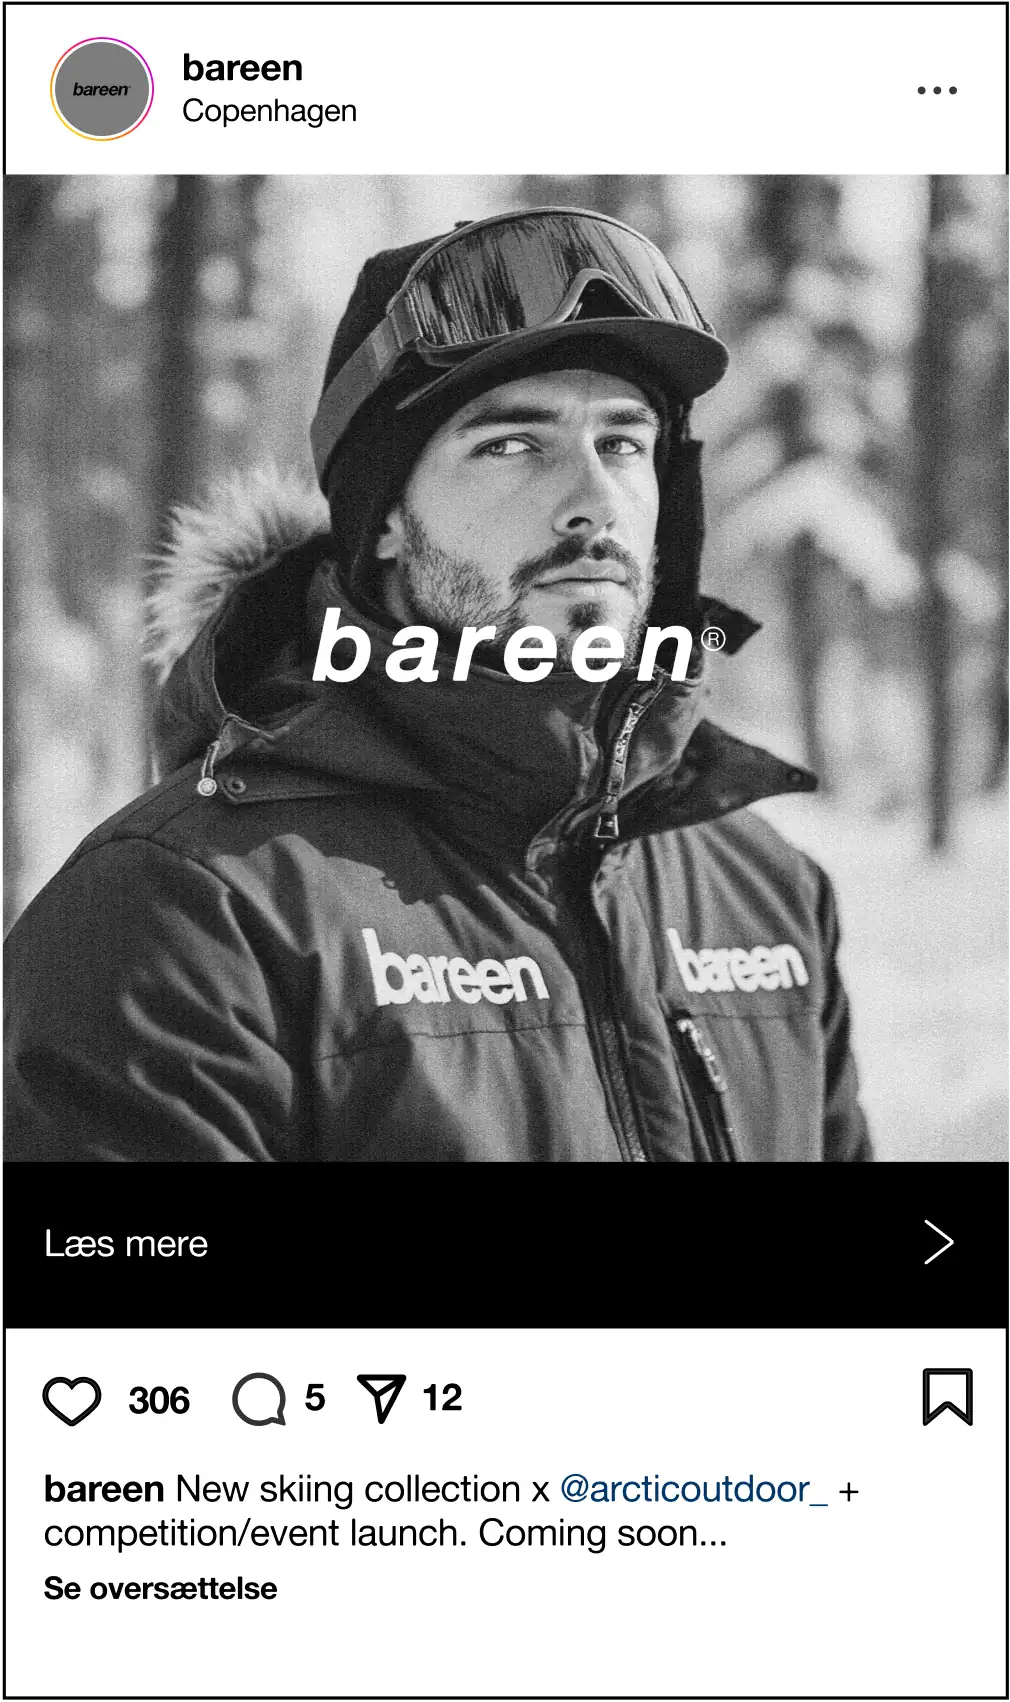 bareen
bareen
Copenhagen
bareen®
bareen
bareen
Læs mere
306
5
12
bareen New skiing collection x @arcticoutdoor_ +
competition/event launch. Coming soon...
Se oversættelse